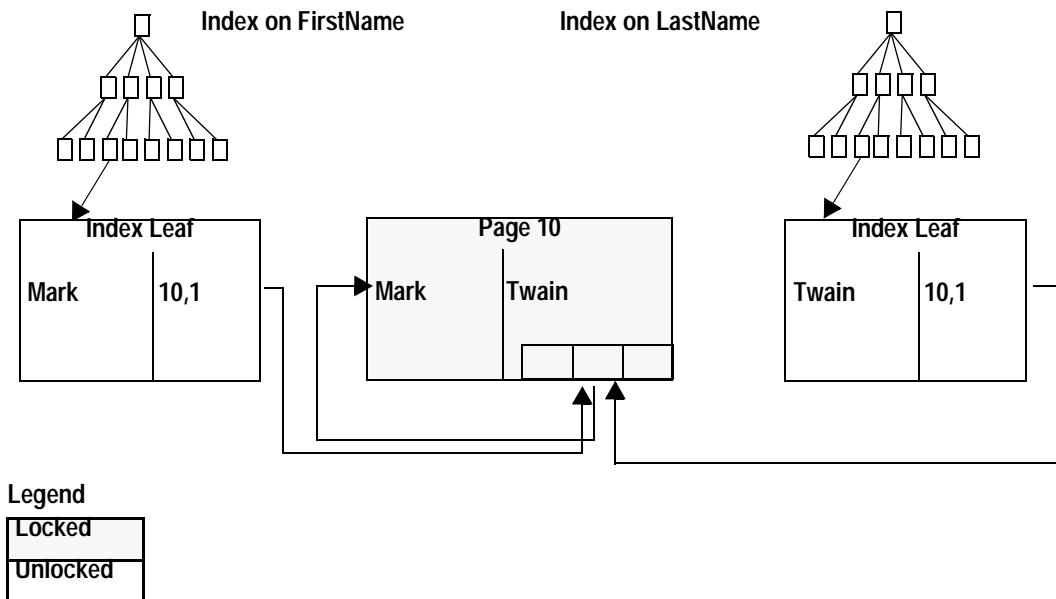 Index on FirstName
Index on LastName
Index Leaf
Mark 10,1
Page 10
Mark Twain
Index Leaf
Twain 10,1
Legend
Locked
Unlocked